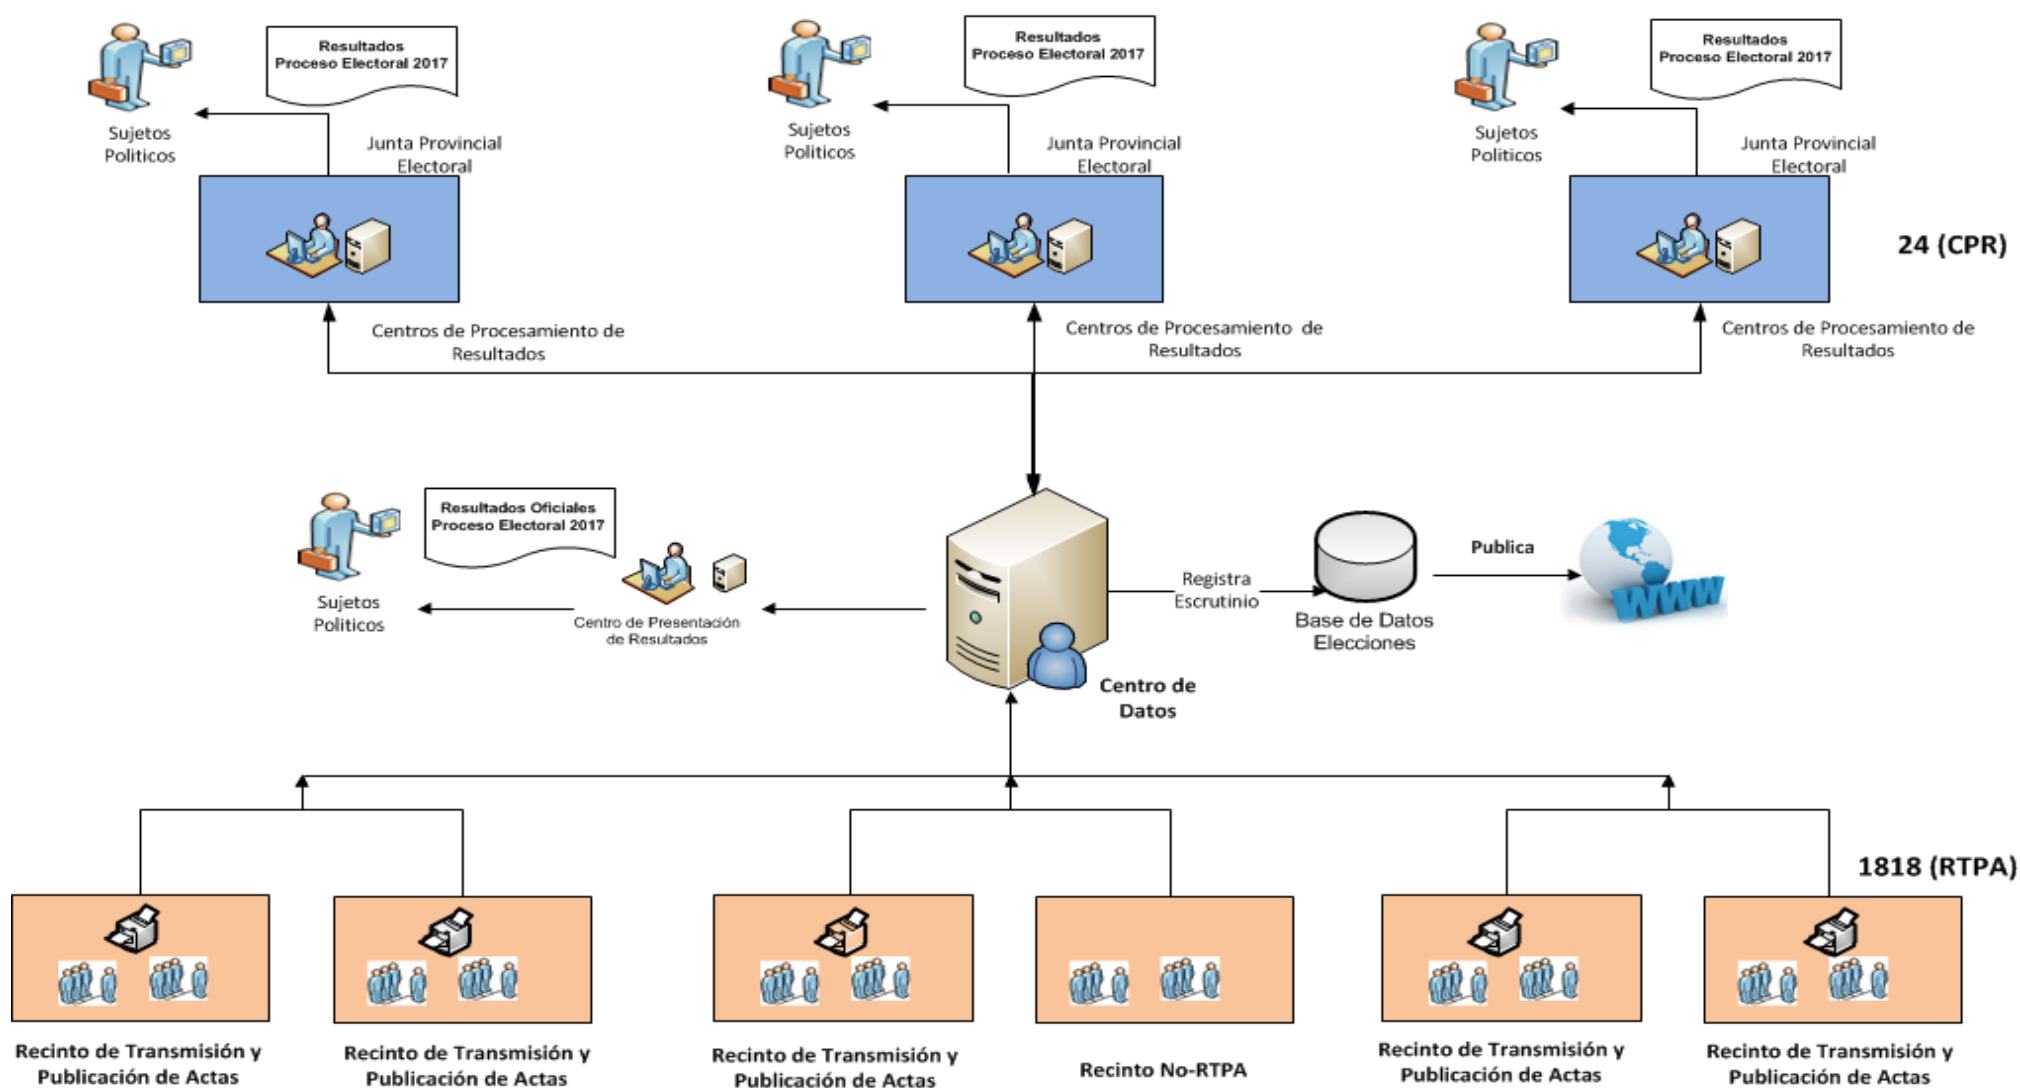 Resultados
Proceso Electoral 2017
Resultados
Proceso Electoral 2017
Resultados
Proceso Electoral 2017
Sujetos
Politicos
Junta Provincial
Electoral
Sujetos
Politicos
Junta Provincial
Electoral
Sujetos
Politicos
Junta Provincial
Electoral
24 (CPR)
Centros de Procesamiento de
Resultados
Centros de Procesamiento de
Resultados
Centros de Procesamiento de
Resultados
Resultados Oficiales
Proceso Electoral 2017
Sujetos
Politicos
Centro de Presentación
de Resultados
Registra
Escrutinio
Base de Datos
Elecciones
Publica
WWW
Centro de
Datos
1818 (RTPA)
Recinto de Transmisión y
Publicación de Actas
Recinto de Transmisión y
Publicación de Actas
Recinto de Transmisión y
Publicación de Actas
Recinto No-RTPA
Recinto de Transmisión y
Publicación de Actas
Recinto de Transmisión y
Publicación de Actas